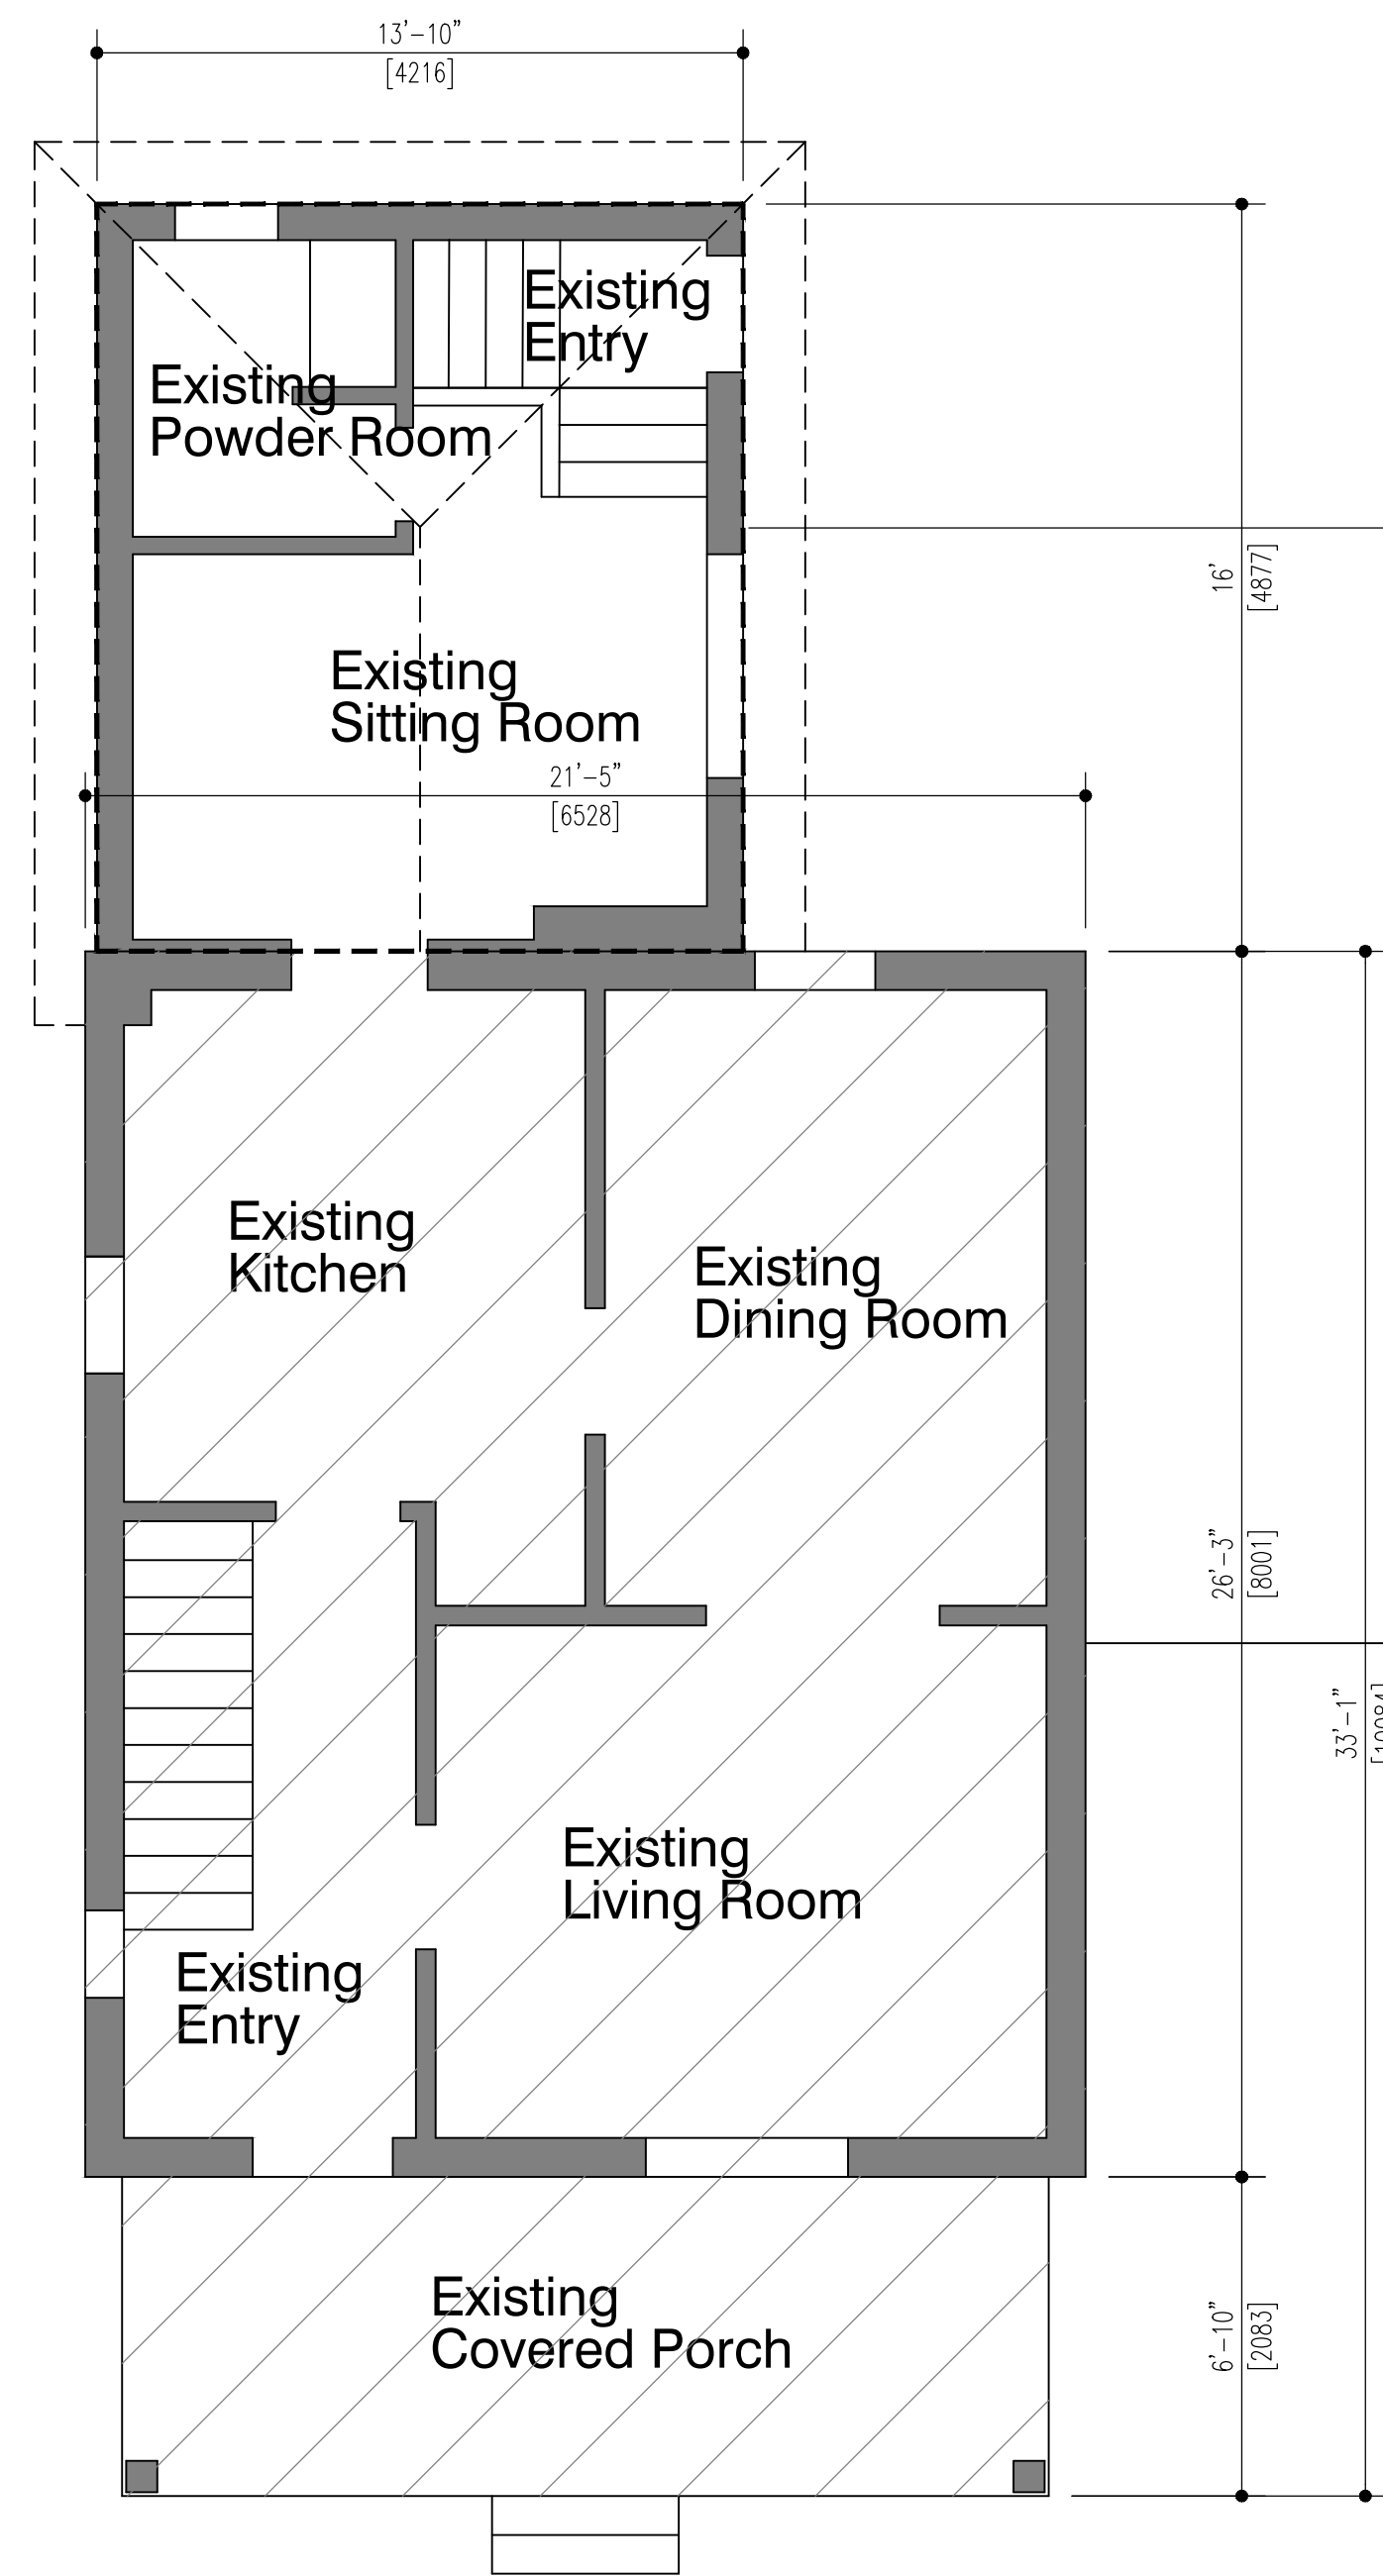 13'-10"
[4216]
Existing
Entry
Existing
Powder Room
16'
[4877]
Existing
Sitting Room
21'-5"
[6528]
Existing
Kitchen
Existing
Dining Room
26'-3"
[8001]
33'-1"
Existing
Living Room
Existing
Entry
Existing
Covered Porch
6'-10"
[2083]